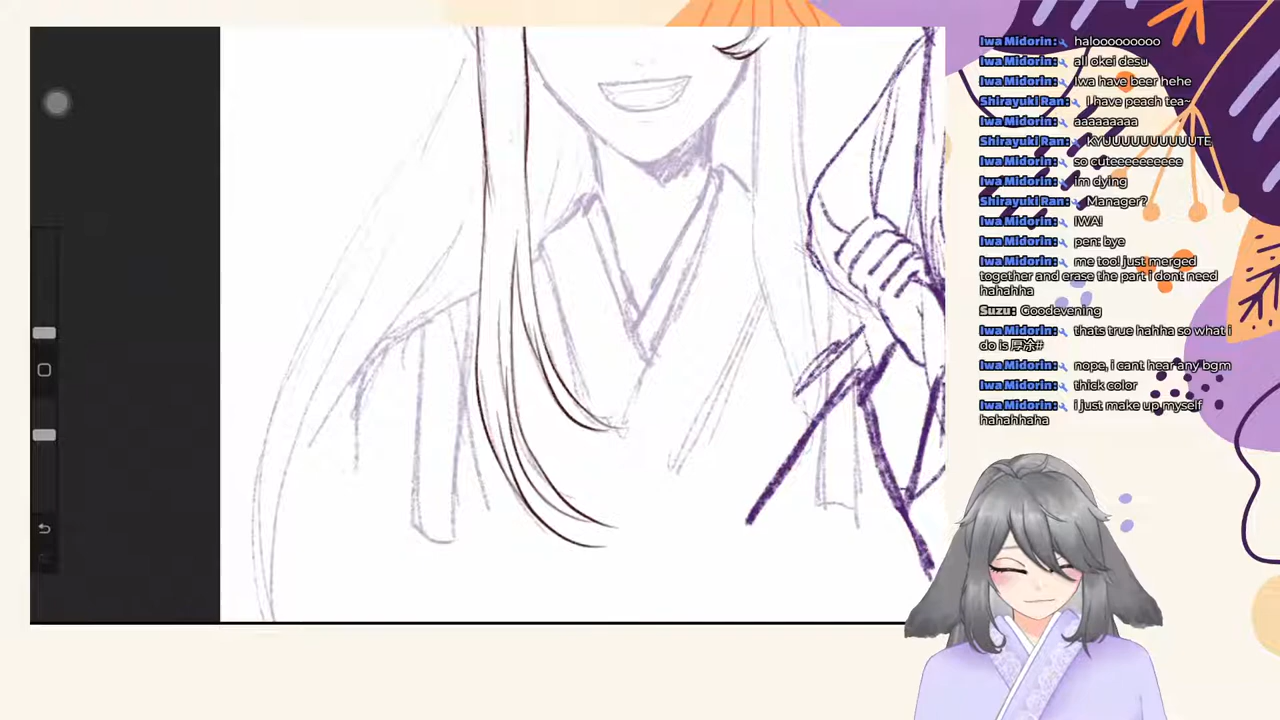 Iwa Midorin: halooooooooo
Iwa Midorin: all okei desu
Iwa Midorin: Iwa have beer hehe
Shirayuki Ran: I have peach tea~
Iwa Midorin: aaaaaaaaa
Shirayuki Ran: KYUUUUUUUUUUTE
Iwa Midorin: so cuteeeeeeeeee
Iwa Midorin: im dying
Shirayuki Ran: Manager?
Iwa Midorin: IWA!
Iwa Midorin: pen: bye
Iwa Midorin: me too! just merged
together and erase the part i dont need
hahahha
Suzu: Goodevening
Iwa Midorin: thats true hahha so what i
do is 厚涂#
Iwa Midorin: nope, i cant hear any bgm
Iwa Midorin: thick color
Iwa Midorin: i just make up myself
hahahhaha